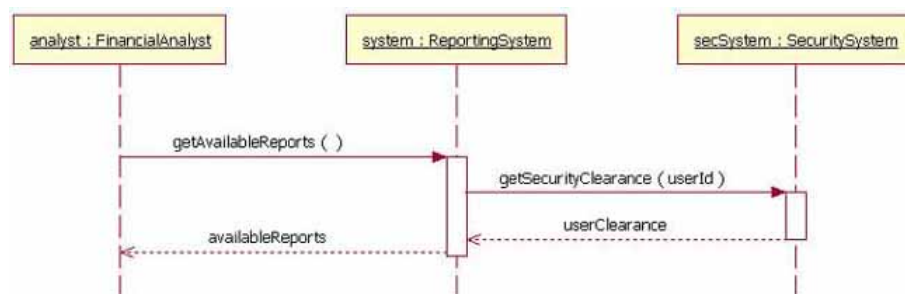 analyst : FinancialAnalyst
system : ReportingSystem
secSystem : SecuritySystem
getAvailableReports ( )
getSecurityClearance ( userId )
userClearance
availableReports